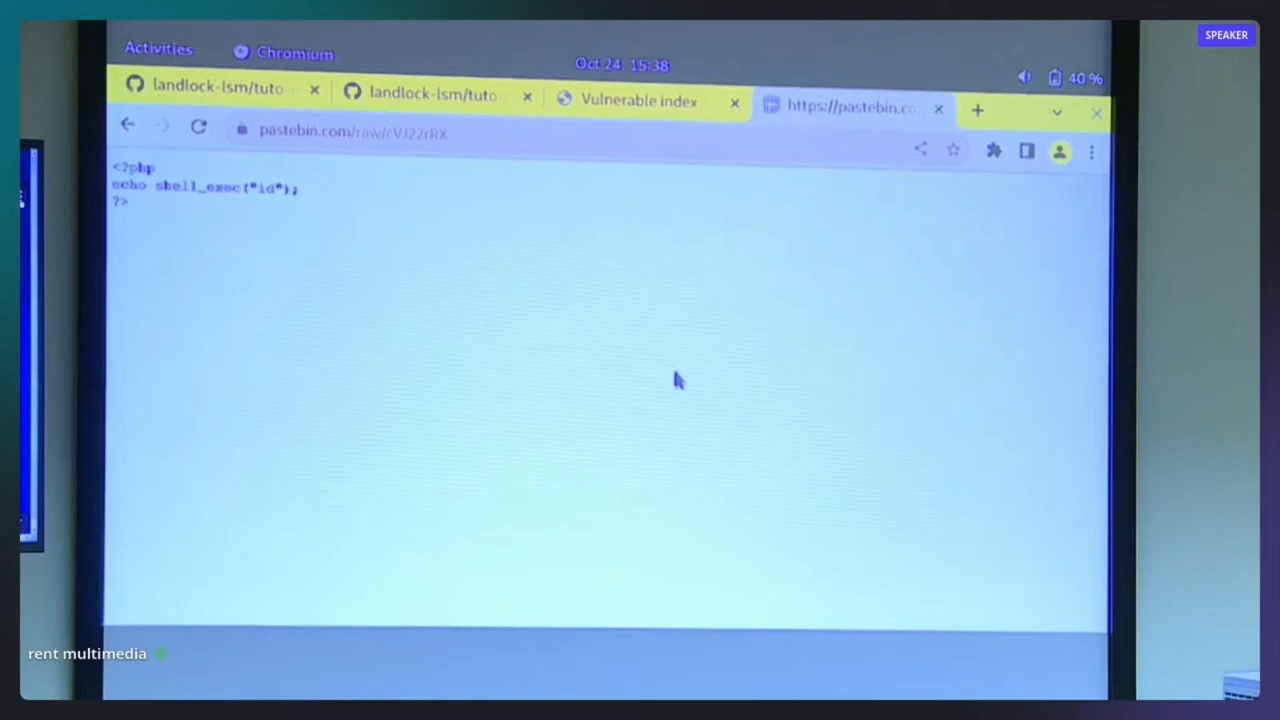 SPEAKER
Activities Chromium Oct 24 15:38 40 %
landlock-lsm/tuto landlock-lsm/tuto Vulnerable index https://pastebin.co
pastebin.com/raw/cVJ22rRX
<?php
echo shell_exec("id");
?>
rent multimedia